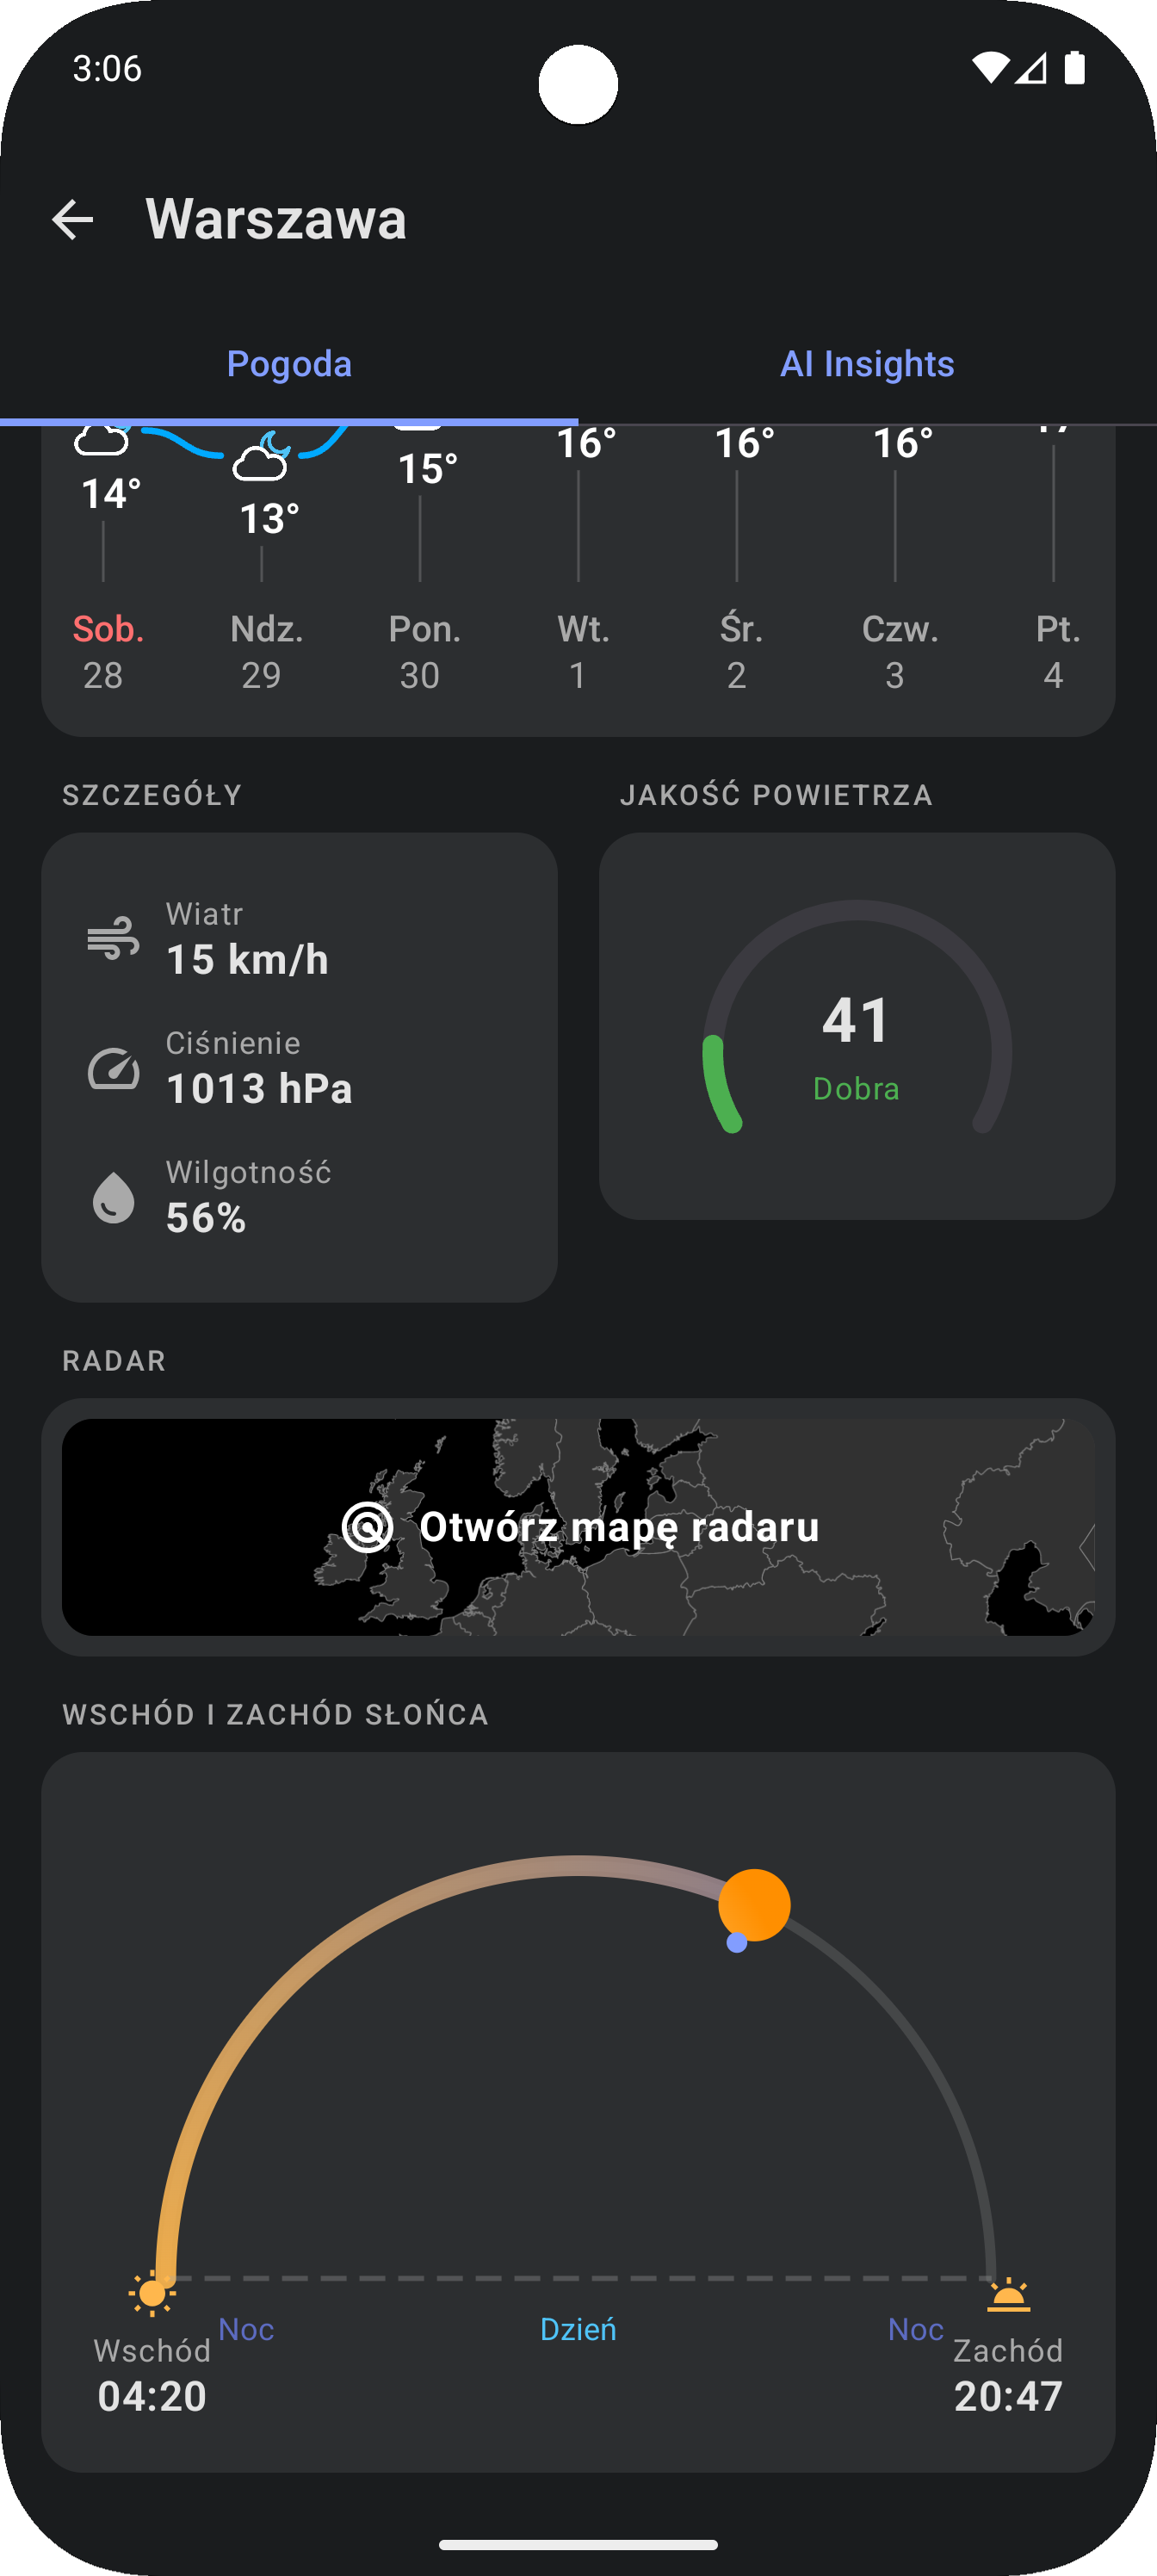 3:06
Warszawa
Pogoda
AI Insights
14°
13°
15°
16°
16°
16°
Sob.
28
Ndz.
29
Pon.
30
Wt.
1
Śr.
2
Czw.
3
Pt.
4
SZCZEGÓŁY
Wiatr
15 km/h
Ciśnienie
1013 hPa
Wilgotność
56%
JAKOŚĆ POWIETRZA
41
Dobra
RADAR
Otwórz mapę radaru
WSCHÓD I ZACHÓD SŁOŃCA
Noc
Dzień
Noc
Wschód
04:20
Zachód
20:47